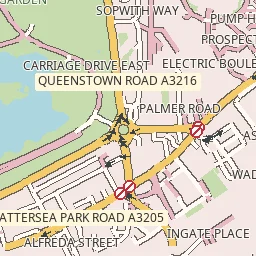 GARDEN
SOPWITH WAY
PUMP H
PROSPECT
CARRIAGE DRIVE EAST
ELECTRIC BOULE
QUEENSTOWN ROAD A3216
PALMER ROAD
AS
WAD
ATTERSEA PARK ROAD A3205
ALFREDA STREET
INGATE PLACE